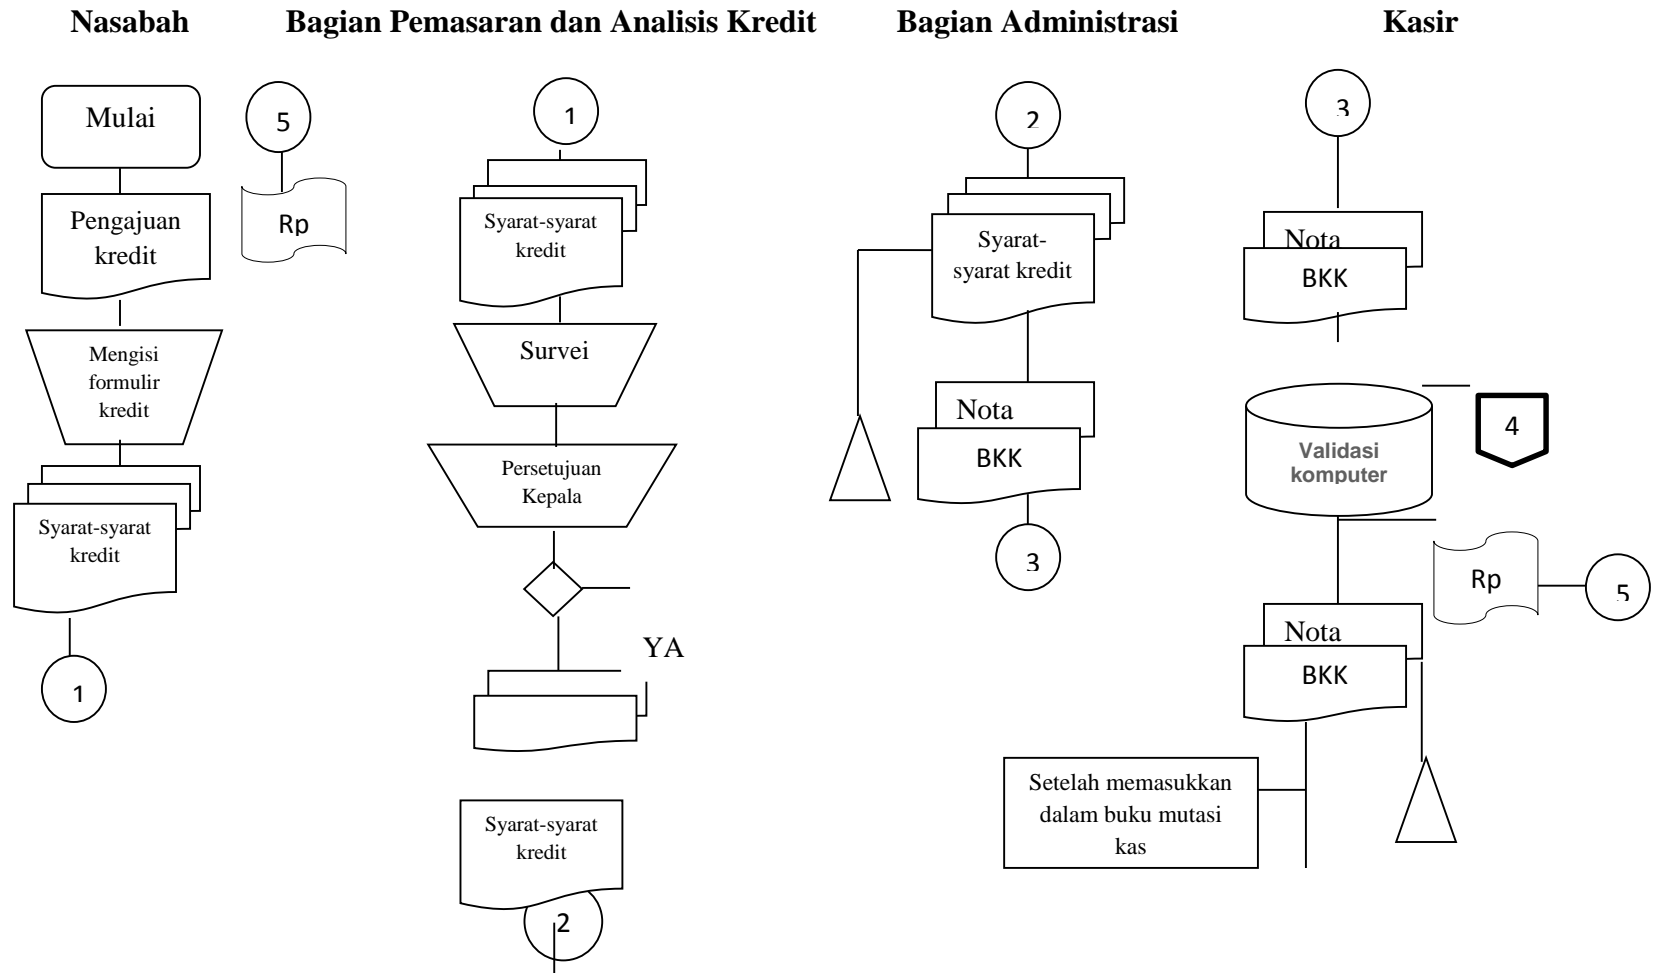 Nasabah
Bagian Pemasaran dan Analisis Kredit
Bagian Administrasi
Kasir
Mulai
Pengajuan
kredit
Mengisi
formulir
kredit
Syarat-syarat
kredit
1
5
Rp
1
Syarat-syarat
kredit
Survei
Persetujuan
Kepala
YA
Syarat-syarat
kredit
2
2
Syarat-
syarat kredit
Nota
BKK
3
3
Nota
BKK
Validasi
komputer
4
Rp
5
Nota
BKK
Setelah memasukkan
dalam buku mutasi
kas